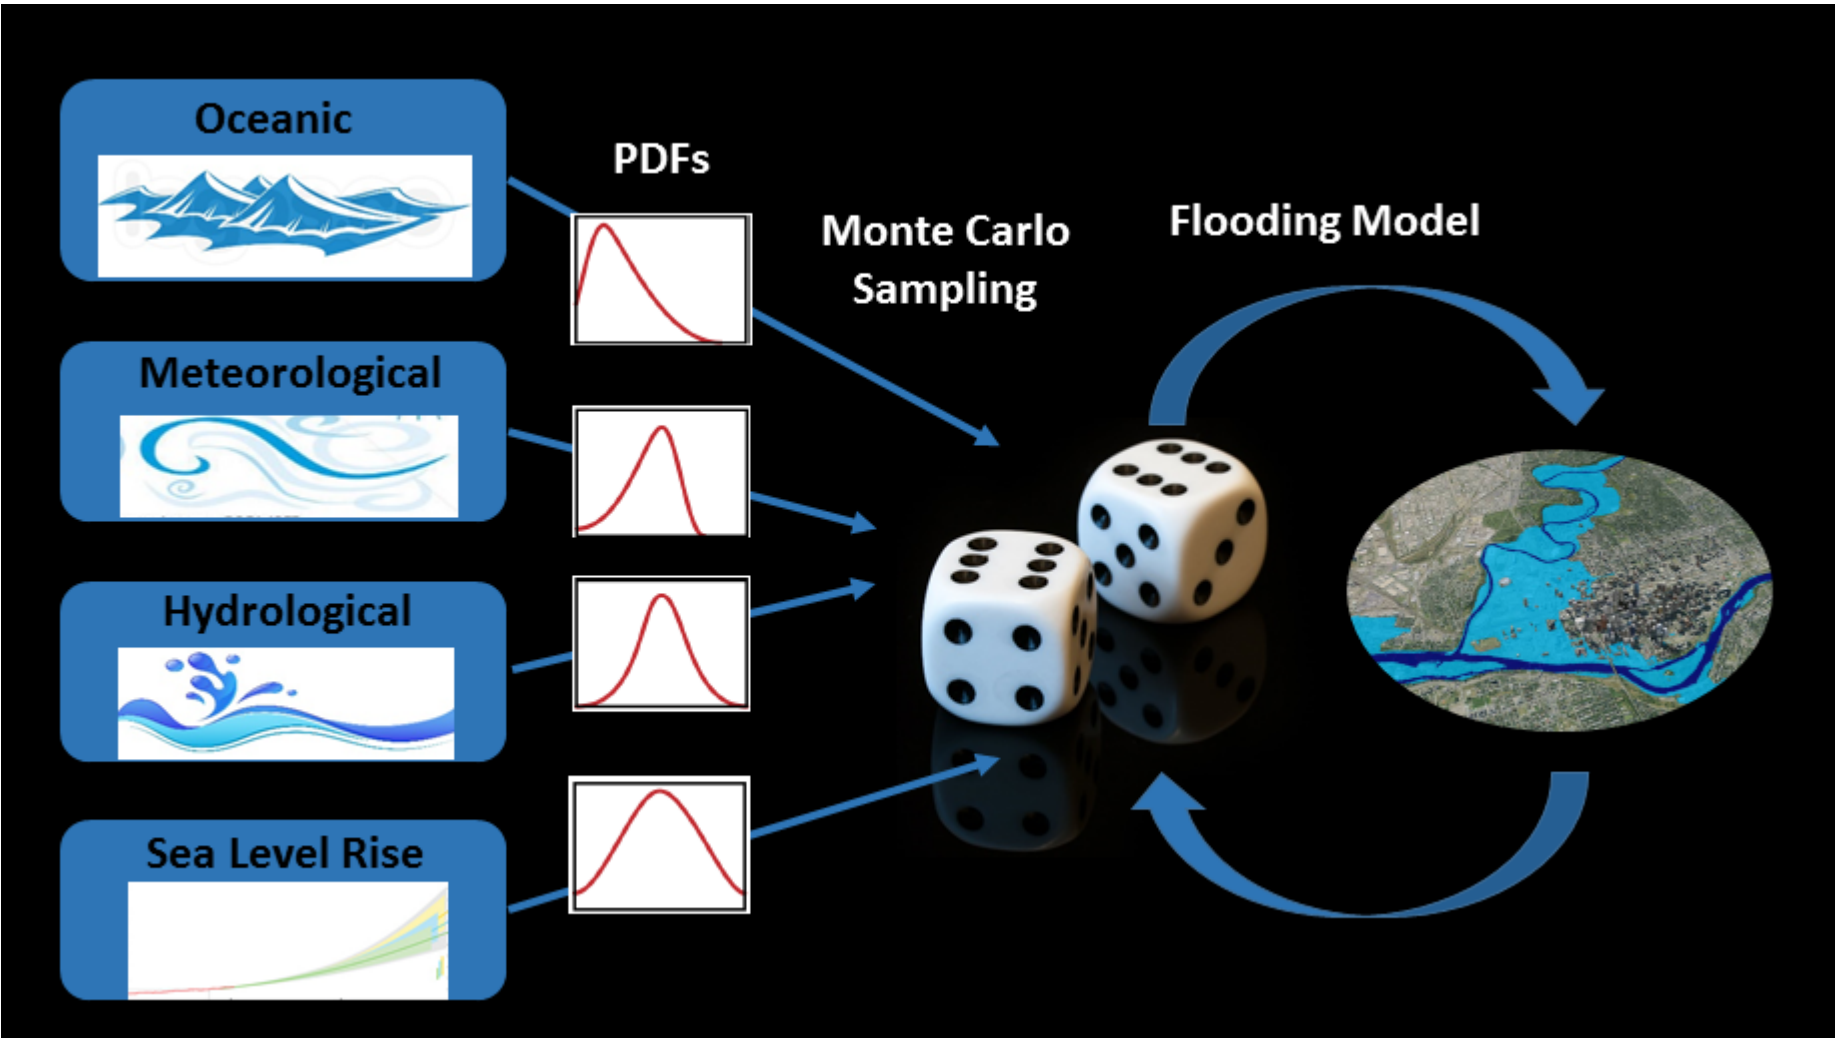 Oceanic
PDFs
Monte Carlo
Sampling
Flooding Model
Meteorological
Hydrological
Sea Level Rise